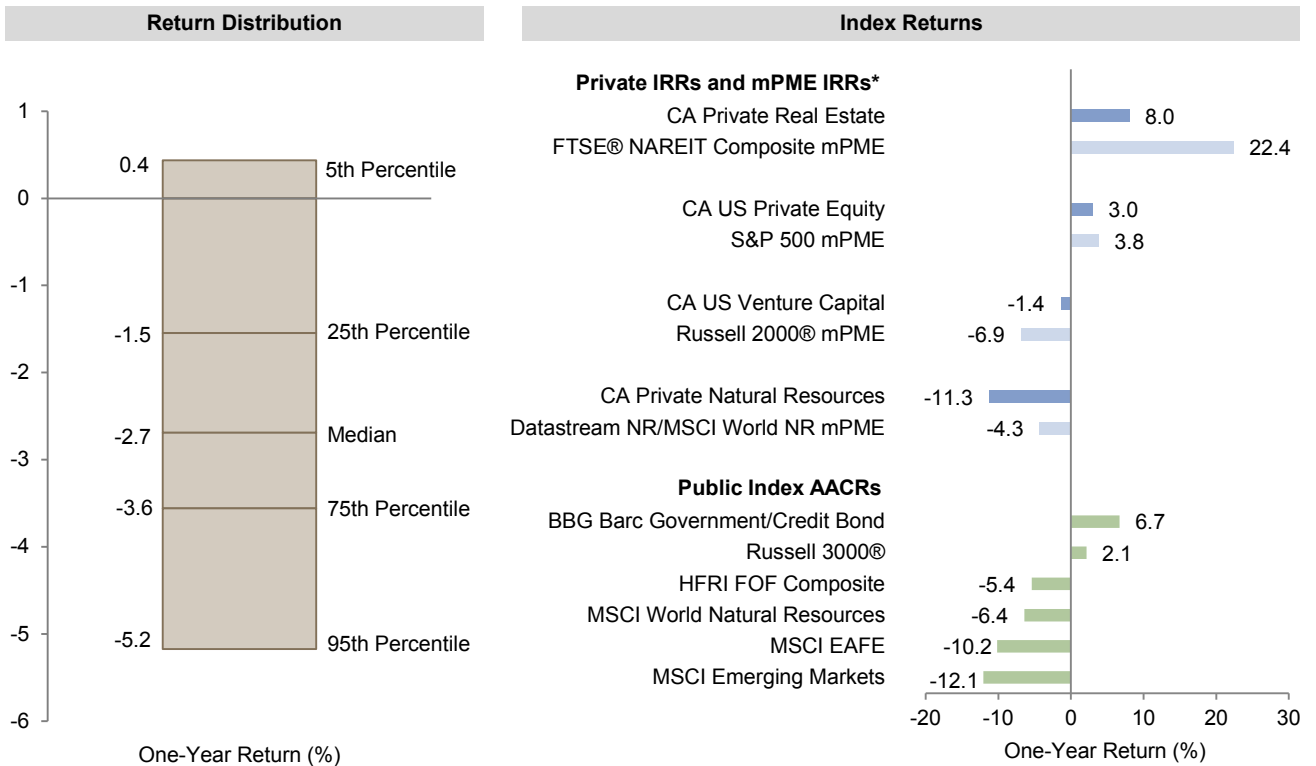 Return Distribution
1
0
-1
-2
-3
-4
-5
-6
0.4
-1.5
-2.7
-3.6
-5.2
5th Percentile
25th Percentile
Median
75th Percentile
95th Percentile
One-Year Return (%)
Index Returns
Private IRRs and mPME IRRs*
CA Private Real Estate 8.0
FTSE® NAREIT Composite mPME 22.4
CA US Private Equity 3.0
S&P 500 mPME 3.8
CA US Venture Capital -1.4
Russell 2000® mPME -6.9
CA Private Natural Resources -11.3
Datastream NR/MSCI World NR mPME -4.3
Public Index AACRs
BBG Barc Government/Credit Bond 6.7
Russell 3000® 2.1
HFRI FOF Composite -5.4
MSCI World Natural Resources -6.4
MSCI EAFE -10.2
MSCI Emerging Markets -12.1
-20 -10 0 10 20 30
One-Year Return (%)